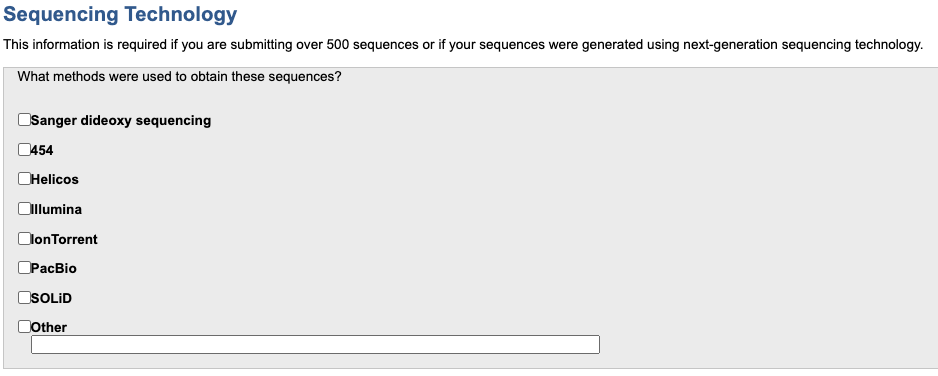 Sequencing Technology
This information is required if you are submitting over 500 sequences or if your sequences were generated using next-generation sequencing technology.
What methods were used to obtain these sequences?
Sanger dideoxy sequencing
454
Helicos
Illumina
IonTorrent
PacBio
SOLiD
Other